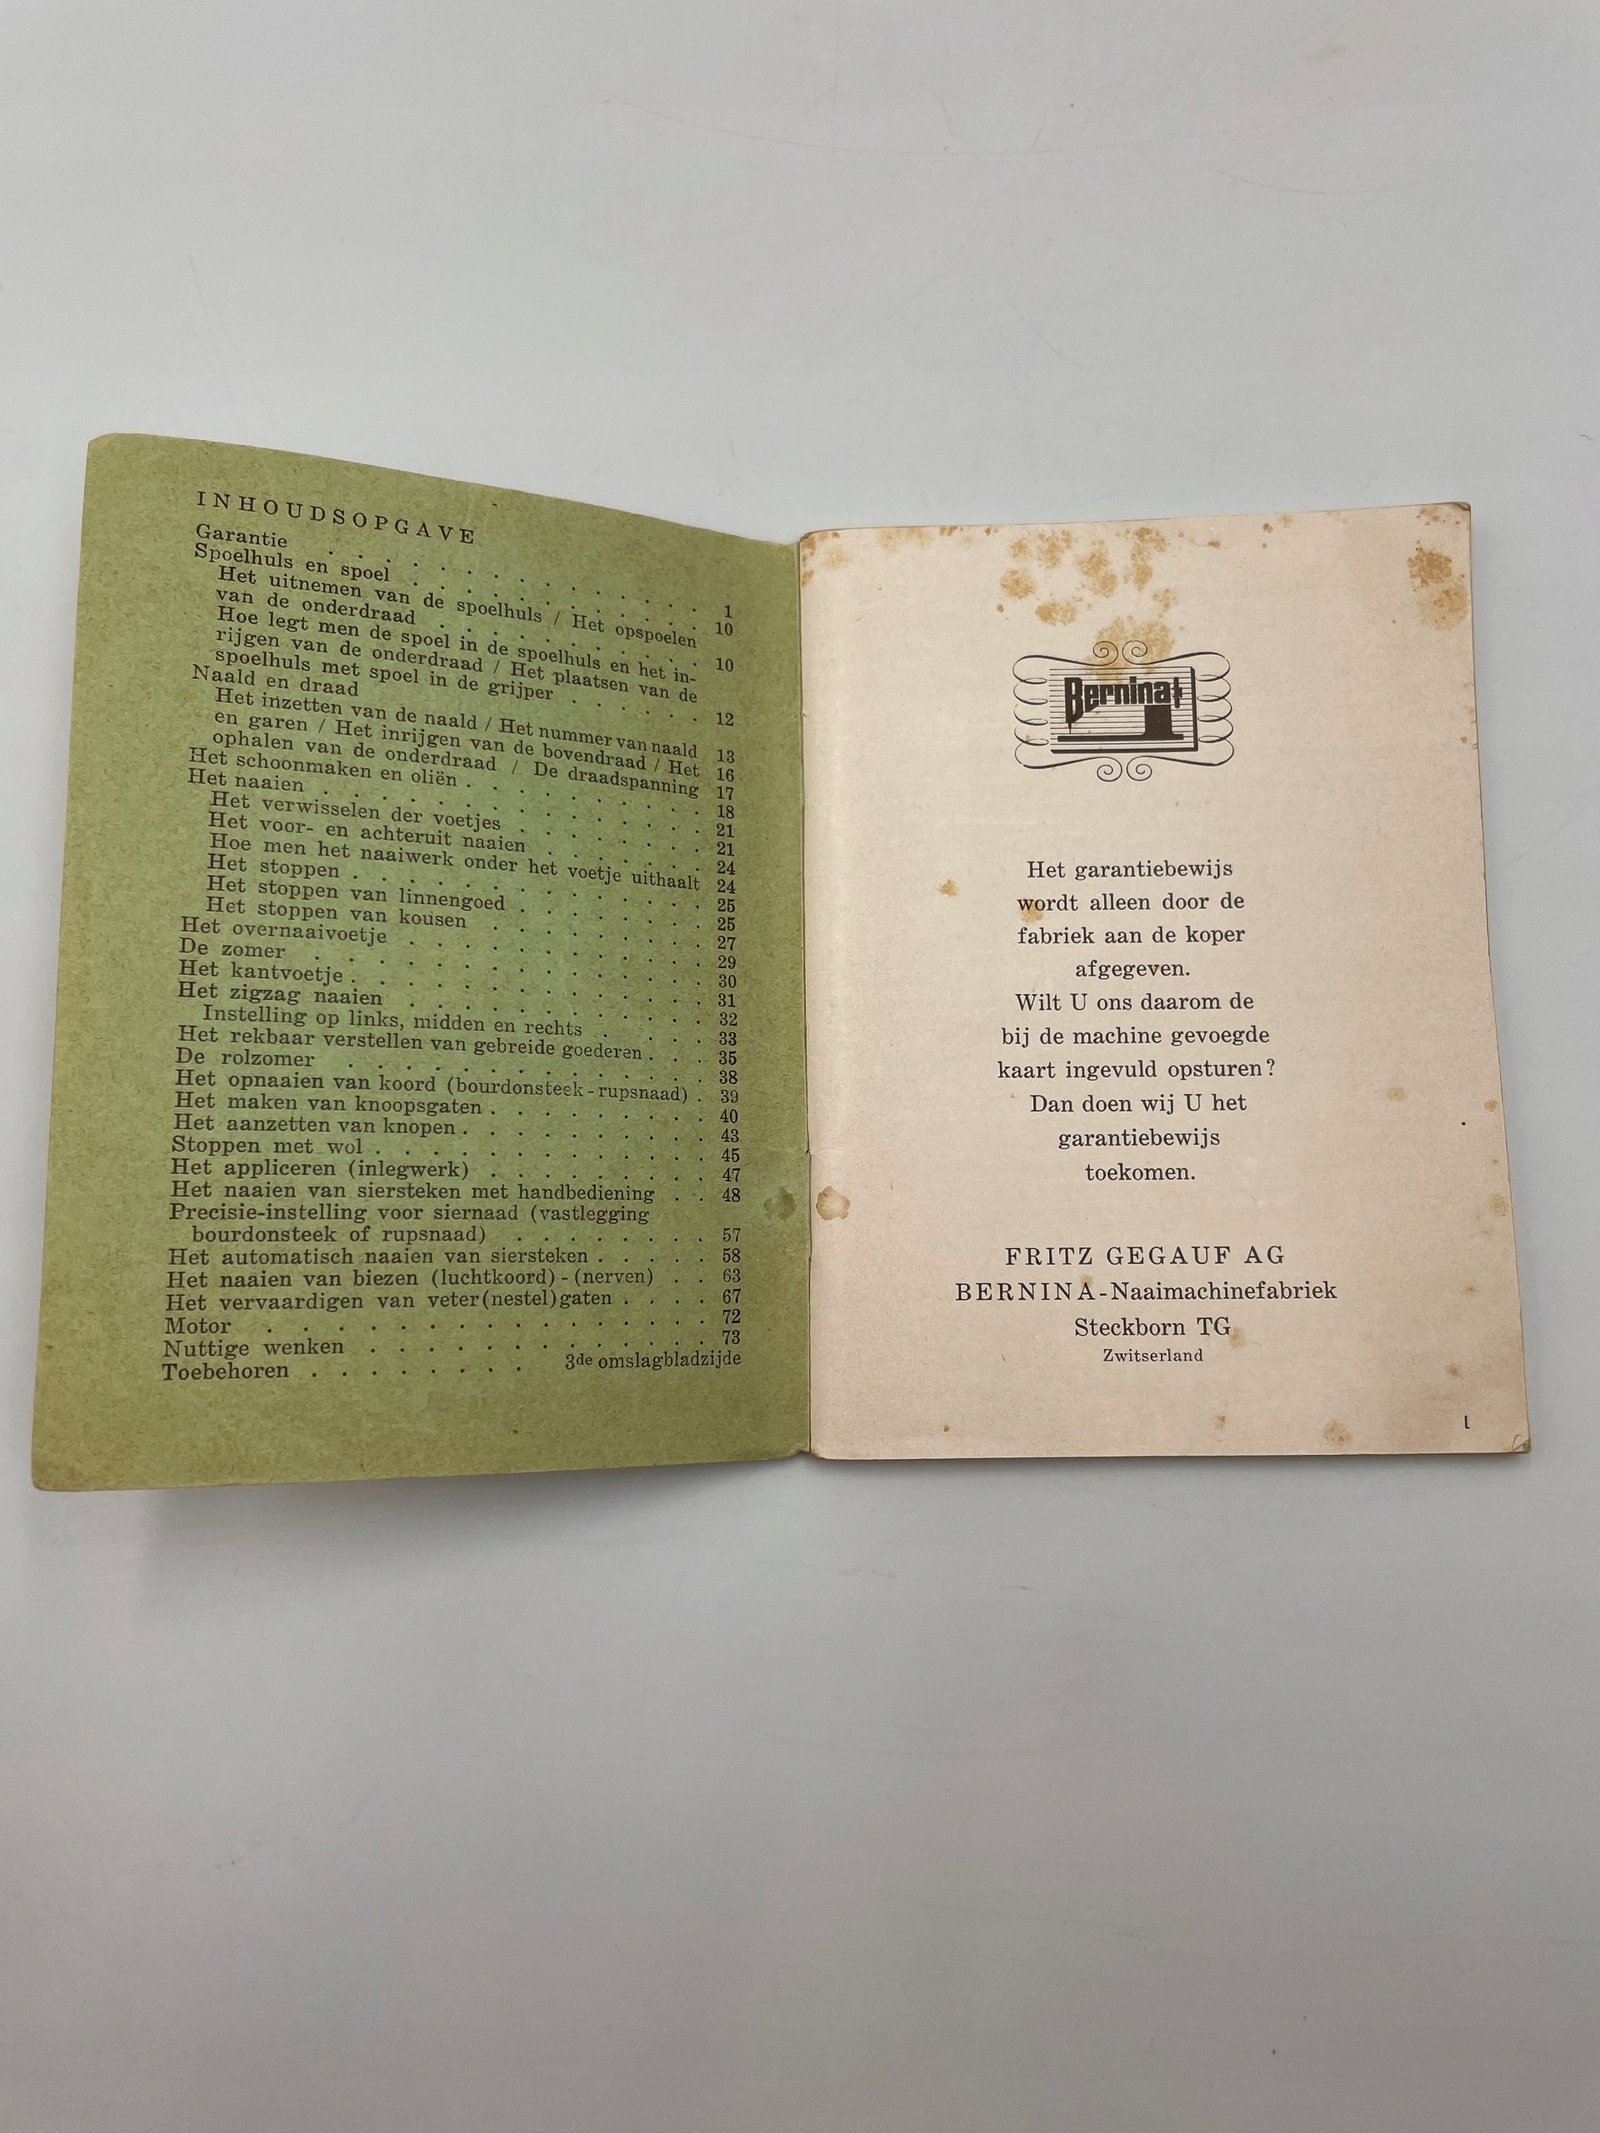 INHOUDSOPGAVE
Garantie . . . . . . . . . . . . . 1
Spoelhuls en spoel . . . . . . . . . . . 10
Het uitnemen van de spoelhuls / Het opspoelen
van de onderdraad . . . . . . . . . . 10
Hoe legt men de spoel in de spoelhuls en het in-
rijgen van de onderdraad / Het plaatsen van de
spoelhuls met spoel in de grijper . . . . . . 12
Naald en draad
Het inzetten van de naald / Het nummer van naald 13
en garen / Het inrijgen van de bovendraad / Het 16
ophalen van de onderdraad / De draadspanning 17
Het schoonmaken en oliën . . . . . . . . . 18
Het naaien . . . . . . . . . . . . . 21
Het verwisselen der voetjes . . . . . . . . 21
Het voor- en achteruit naaien . . . . . . . 24
Hoe men het naaiwerk onder het voetje uithaalt 24
Het stoppen . . . . . . . . . . . . 25
Het stoppen van linnengoed . . . . . . . . 25
Het stoppen van kousen . . . . . . . . . 27
Het overnaaivoetje . . . . . . . . . . . 29
De zomer . . . . . . . . . . . . . 30
Het kantvoetje . . . . . . . . . . . . 31
Het zigzag naaien . . . . . . . . . . . 32
Instelling op links, midden en rechts . . . . 33
Het rekbaar verstellen van gebreide goederen . . . 35
De rolzomer . . . . . . . . . . . . . 38
Het opnaaien van koord (bourdonsteek-rupsnaad) . 39
Het maken van knoopsgaten . . . . . . . . 40
Het aanzetten van knopen . . . . . . . . . 43
Stoppen met wol . . . . . . . . . . . . 45
Het appliceren (inlegwerk) . . . . . . . . 47
Het naaien van siersteken met handbediening . . 48
Precisie-instelling voor siernaad (vastlegging
bourdonsteek of rupsnaad) . . . . . . . . 57
Het automatisch naaien van siersteken . . . . . 58
Het naaien van biezen (luchtkoord) - (nerven) . . 63
Het vervaardigen van veter(nestel)gaten . . . . 67
Motor . . . . . . . . . . . . . . 72
Nuttige wenken . . . . . . . . . . . . 73
Toebehoren . . . . . . . . 3de omslagbladzijde
Bernina
Het garantiebewijs
wordt alleen door de
fabriek aan de koper
afgegeven.
Wilt U ons daarom de
bij de machine gevoegde
kaart ingevuld opsturen?
Dan doen wij U het
garantiebewijs
toekomen.
FRITZ GEGAUF AG
BERNINA-Naaimachinefabriek
Steckborn TG
Zwitserland
1